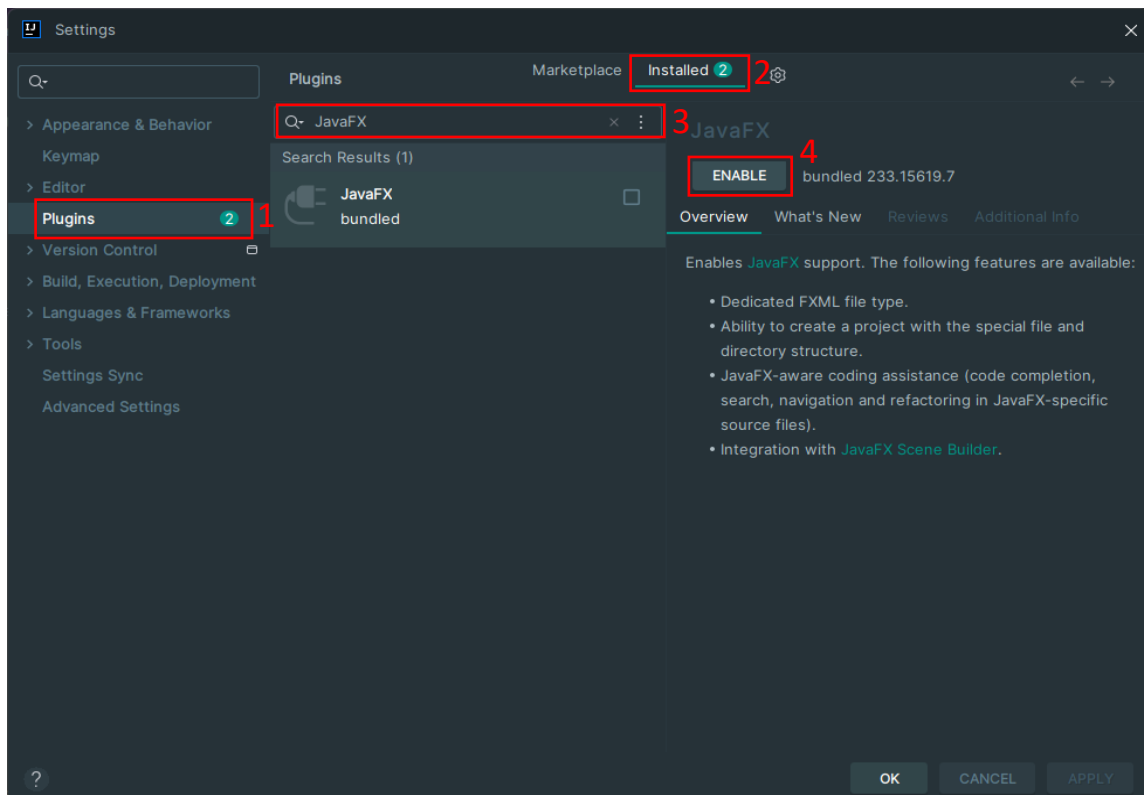 Settings
Plugins
Marketplace
Installed 2
2
Appearance & Behavior
Keymap
Editor
Plugins 2
1
Version Control
Build, Execution, Deployment
Languages & Frameworks
Tools
Settings Sync
Advanced Settings
JavaFX
3
Search Results (1)
JavaFX
bundled
JavaFX
4
ENABLE
bundled 233.15619.7
Overview
What's New
Reviews
Additional Info
Enables JavaFX support. The following features are available:
• Dedicated FXML file type.
• Ability to create a project with the special file and
directory structure.
• JavaFX-aware coding assistance (code completion,
search, navigation and refactoring in JavaFX-specific
source files).
• Integration with JavaFX Scene Builder.
?
OK
CANCEL
APPLY